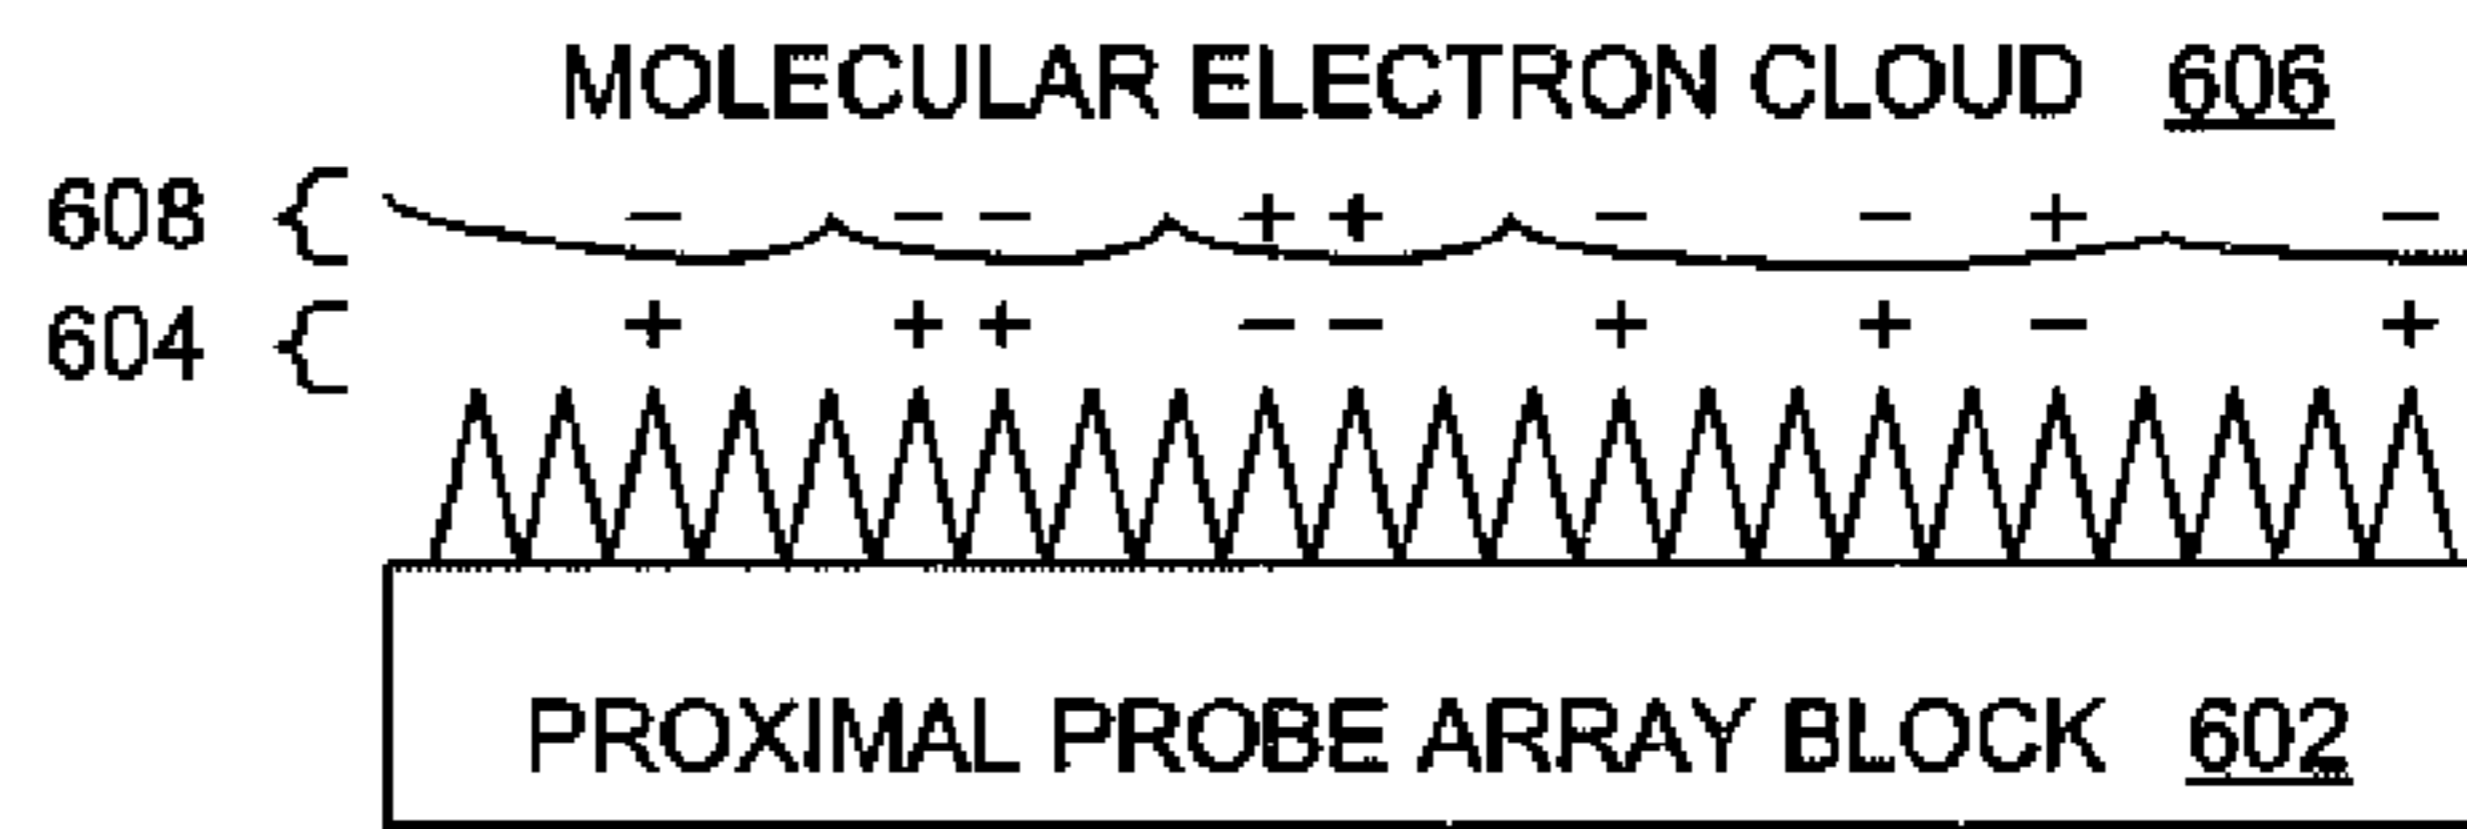 MOLECULAR ELECTRON CLOUD 606
608 { − − − + + − − + −
604 { + + + − − + + − +
PROXIMAL PROBE ARRAY BLOCK 602